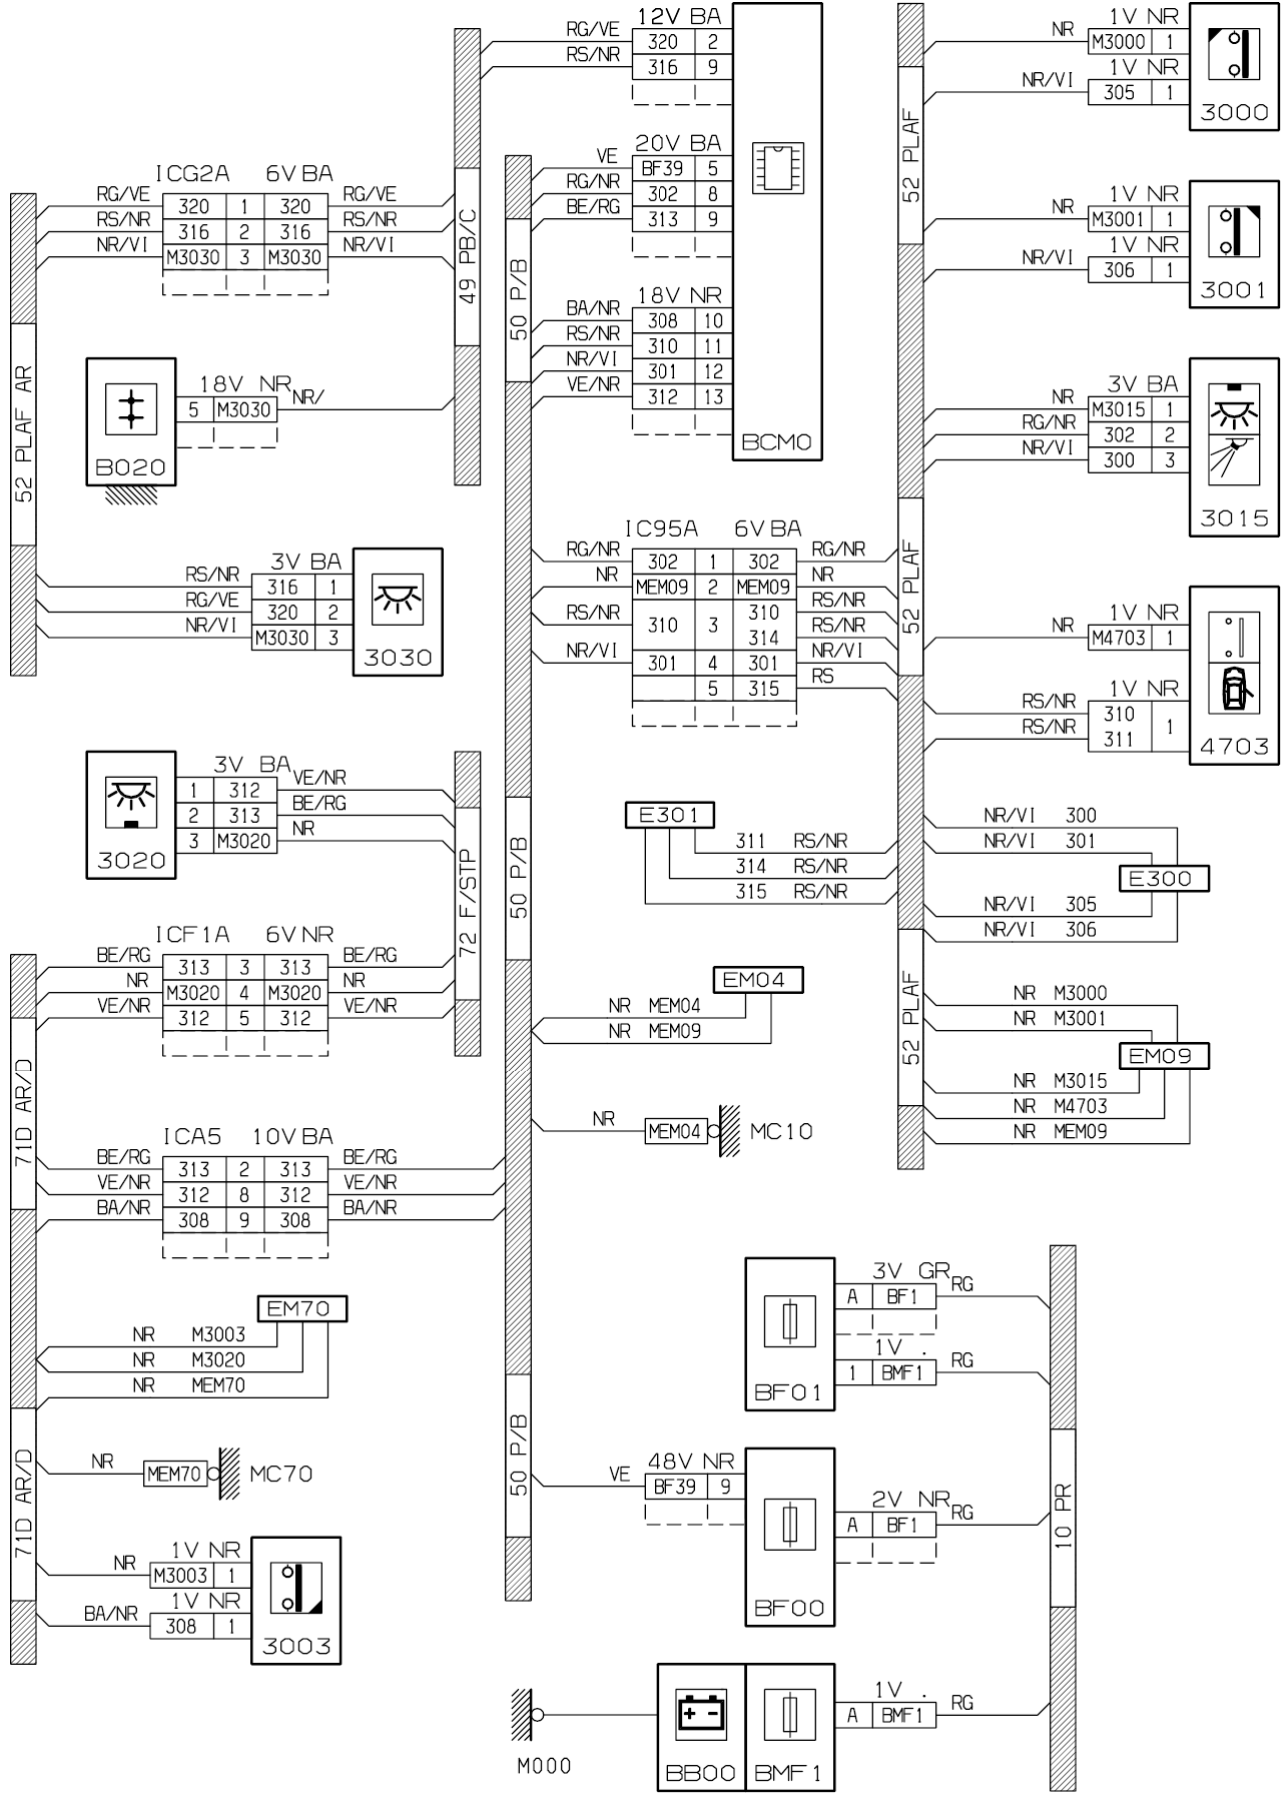 12V BA
RG/VE 320 2
RS/NR 316 9
20V BA
VE BF39 5
RG/NR 302 8
BE/RG 313 9
18V NR
BA/NR 308 10
RS/NR 310 11
NR/VI 301 12
VE/NR 312 13
BCM0
49 PB/C
50 P/B
ICG2A 6V BA
RG/VE 320 1 320 RG/VE
RS/NR 316 2 316 RS/NR
NR/VI M3030 3 M3030 NR/VI
52 PLAF AR
18V NR
5 M3030 NR/
B020
3V BA
RS/NR 316 1
RG/VE 320 2
NR/VI M3030 3
3030
3V BA
1 312 VE/NR
2 313 BE/RG
3 M3020 NR
3020
72 F/STP
ICF1A 6V NR
BE/RG 313 3 313 BE/RG
NR M3020 4 M3020 NR
VE/NR 312 5 312 VE/NR
71D AR/D
ICA5 10V BA
BE/RG 313 2 313 BE/RG
VE/NR 312 8 312 VE/NR
BA/NR 308 9 308 BA/NR
EM70
NR M3003
NR M3020
NR MEM70
71D AR/D
NR MEM70 MC70
1V NR
NR M3003 1
1V NR
BA/NR 308 1
3003
IC95A 6V BA
RG/NR 302 1 302 RG/NR
NR MEM09 2 MEM09 NR
RS/NR 310 3 310 RS/NR
314 RS/NR
NR/VI 301 4 301 NR/VI
5 315 RS
50 P/B
E301
311 RS/NR
314 RS/NR
315 RS/NR
EM04
NR MEM04
NR MEM09
NR MEM04 MC10
50 P/B
1V NR
NR M3000 1
1V NR
NR/VI 305 1
3000
52 PLAF
1V NR
NR M3001 1
1V NR
NR/VI 306 1
3001
3V BA
NR M3015 1
RG/NR 302 2
NR/VI 300 3
3015
52 PLAF
1V NR
NR M4703 1
1V NR
RS/NR 310
RS/NR 311 1
4703
NR/VI 300
NR/VI 301
E300
NR/VI 305
NR/VI 306
52 PLAF
NR M3000
NR M3001
EM09
NR M3015
NR M4703
NR MEM09
3V GR
A BF1 RG
1V .
1 BMF1 RG
BF01
48V NR
VE BF39 9
2V NR
A BF1 RG
BF00
10 PR
1V .
A BMF1 RG
M000
BB00 BMF1